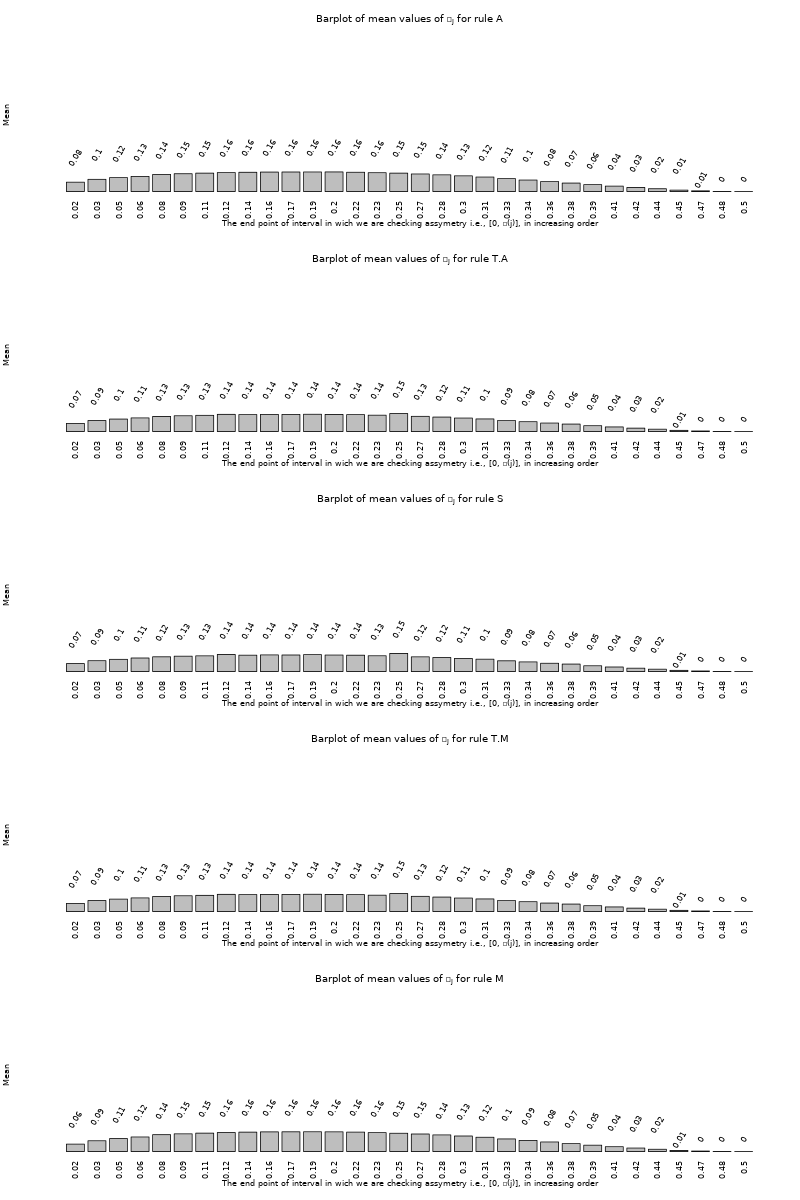 Barplot of mean values of □j for rule A
Mean
0.08 0.1 0.12 0.13 0.14 0.15 0.15 0.16 0.16 0.16 0.16 0.16 0.16 0.16 0.16 0.15 0.15 0.14 0.13 0.12 0.11 0.1 0.08 0.07 0.06 0.04 0.03 0.02 0.01 0.01 0 0
0.02 0.03 0.05 0.06 0.08 0.09 0.11 0.12 0.14 0.16 0.17 0.19 0.2 0.22 0.23 0.25 0.27 0.28 0.3 0.31 0.33 0.34 0.36 0.38 0.39 0.41 0.42 0.44 0.45 0.47 0.48 0.5
The end point of interval in wich we are checking assymetry i.e., [0, □(j)], in increasing order
Barplot of mean values of □j for rule T.A
Mean
0.07 0.09 0.1 0.11 0.13 0.13 0.13 0.14 0.14 0.14 0.14 0.14 0.14 0.14 0.14 0.15 0.13 0.12 0.11 0.1 0.09 0.08 0.07 0.06 0.05 0.04 0.03 0.02 0.01 0 0 0
0.02 0.03 0.05 0.06 0.08 0.09 0.11 0.12 0.14 0.16 0.17 0.19 0.2 0.22 0.23 0.25 0.27 0.28 0.3 0.31 0.33 0.34 0.36 0.38 0.39 0.41 0.42 0.44 0.45 0.47 0.48 0.5
The end point of interval in wich we are checking assymetry i.e., [0, □(j)], in increasing order
Barplot of mean values of □j for rule S
Mean
0.07 0.09 0.1 0.11 0.12 0.13 0.13 0.14 0.14 0.14 0.14 0.14 0.14 0.14 0.13 0.15 0.12 0.12 0.11 0.1 0.09 0.08 0.07 0.06 0.05 0.04 0.03 0.02 0.01 0 0 0
0.02 0.03 0.05 0.06 0.08 0.09 0.11 0.12 0.14 0.16 0.17 0.19 0.2 0.22 0.23 0.25 0.27 0.28 0.3 0.31 0.33 0.34 0.36 0.38 0.39 0.41 0.42 0.44 0.45 0.47 0.48 0.5
The end point of interval in wich we are checking assymetry i.e., [0, □(j)], in increasing order
Barplot of mean values of □j for rule T.M
Mean
0.07 0.09 0.1 0.11 0.13 0.13 0.13 0.14 0.14 0.14 0.14 0.14 0.14 0.14 0.14 0.15 0.13 0.12 0.11 0.1 0.09 0.08 0.07 0.06 0.05 0.04 0.03 0.02 0.01 0 0 0
0.02 0.03 0.05 0.06 0.08 0.09 0.11 0.12 0.14 0.16 0.17 0.19 0.2 0.22 0.23 0.25 0.27 0.28 0.3 0.31 0.33 0.34 0.36 0.38 0.39 0.41 0.42 0.44 0.45 0.47 0.48 0.5
The end point of interval in wich we are checking assymetry i.e., [0, □(j)], in increasing order
Barplot of mean values of □j for rule M
Mean
0.06 0.09 0.11 0.12 0.14 0.15 0.15 0.16 0.16 0.16 0.16 0.16 0.16 0.16 0.16 0.15 0.15 0.14 0.13 0.12 0.1 0.09 0.08 0.07 0.05 0.04 0.03 0.02 0.01 0 0 0
0.02 0.03 0.05 0.06 0.08 0.09 0.11 0.12 0.14 0.16 0.17 0.19 0.2 0.22 0.23 0.25 0.27 0.28 0.3 0.31 0.33 0.34 0.36 0.38 0.39 0.41 0.42 0.44 0.45 0.47 0.48 0.5
The end point of interval in wich we are checking assymetry i.e., [0, □(j)], in increasing order